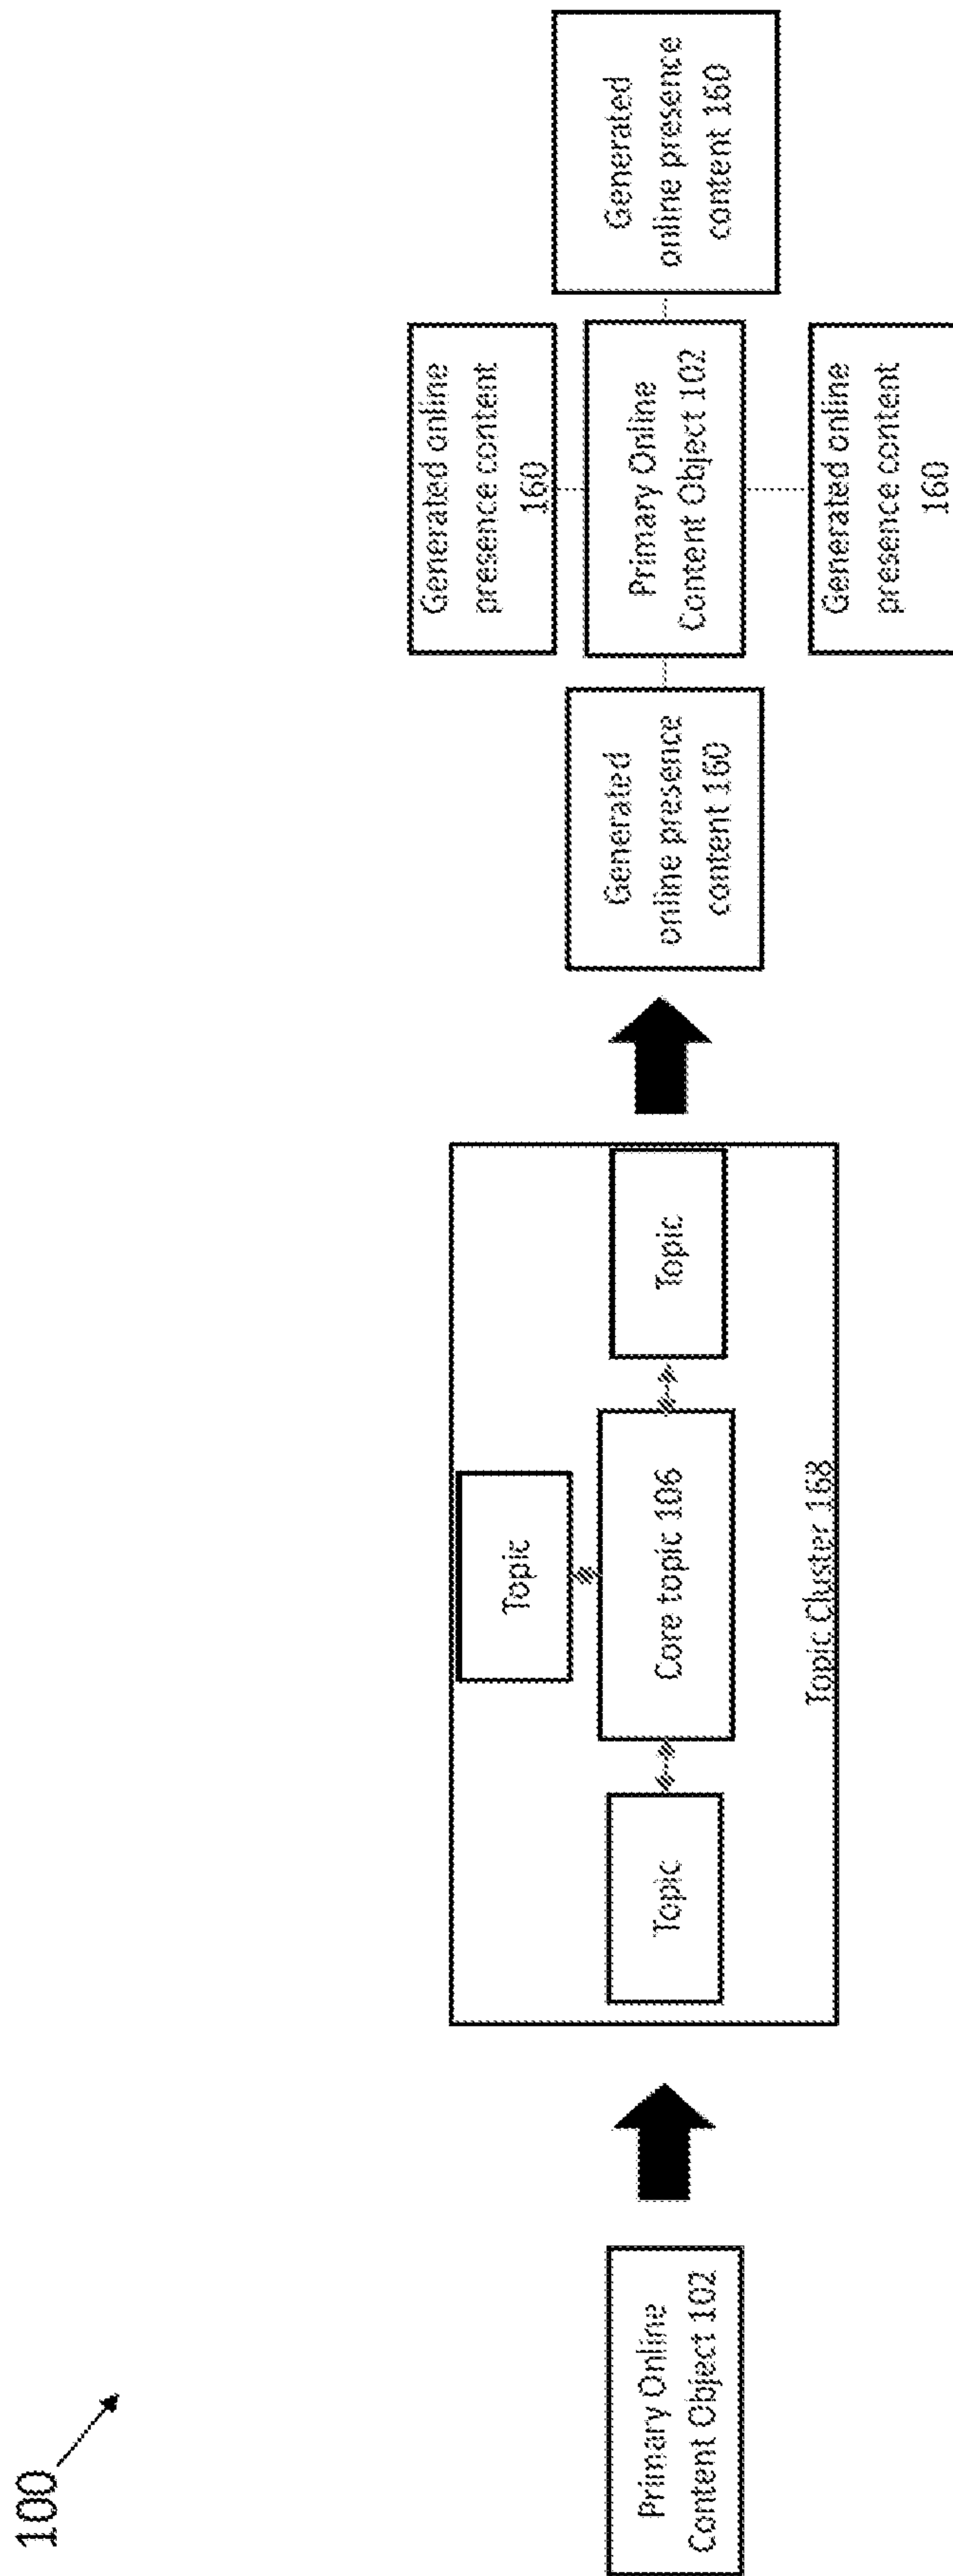 100
Primary Online
Content Object 102
Topic
Topic
Core topic 106
Topic
Topic Cluster 168
Generated
online presence
content 160
Generated online
presence content
160
Primary Online
Content Object 102
Generated online
presence content
160
Generated
online presence
content 160